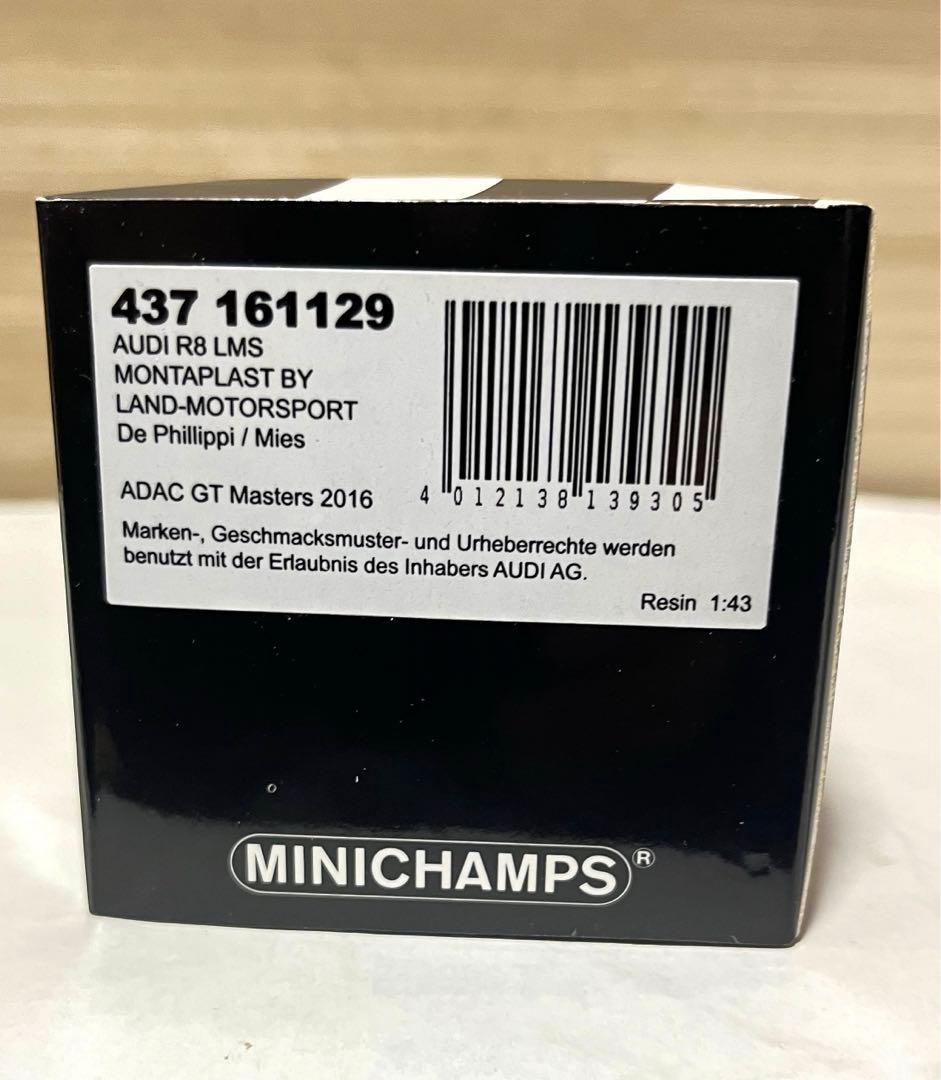 437 161129
AUDI R8 LMS
MONTAPLAST BY
LAND-MOTORSPORT
De Phillippi / Mies
ADAC GT Masters 2016
4 012138 139305
Marken-, Geschmacksmuster- und Urheberrechte werden
benutzt mit der Erlaubnis des Inhabers AUDI AG.
Resin 1:43
MINICHAMPS®